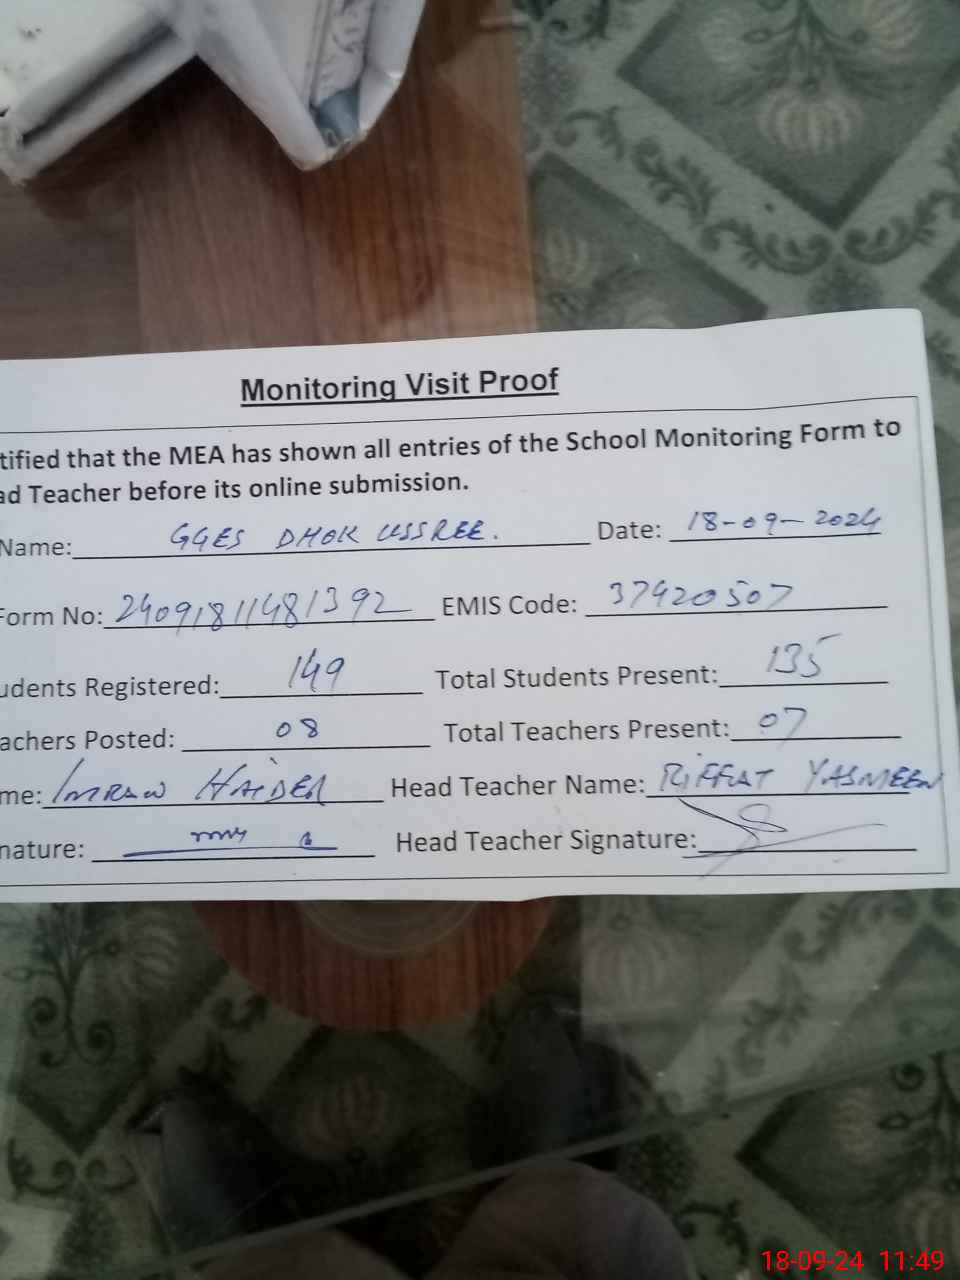 Monitoring Visit Proof
tified that the MEA has shown all entries of the School Monitoring Form to
ad Teacher before its online submission.
Name: GGES DHOK USSREE. Date: 18-09-2024
Form No: 24091811481392 EMIS Code: 37420507
udents Registered: 149 Total Students Present: 135
achers Posted: 08 Total Teachers Present: 07
me: IMRAN HAIDER Head Teacher Name: RIFFAT YASMEEN
nature: Head Teacher Signature:
18-09-24 11:49